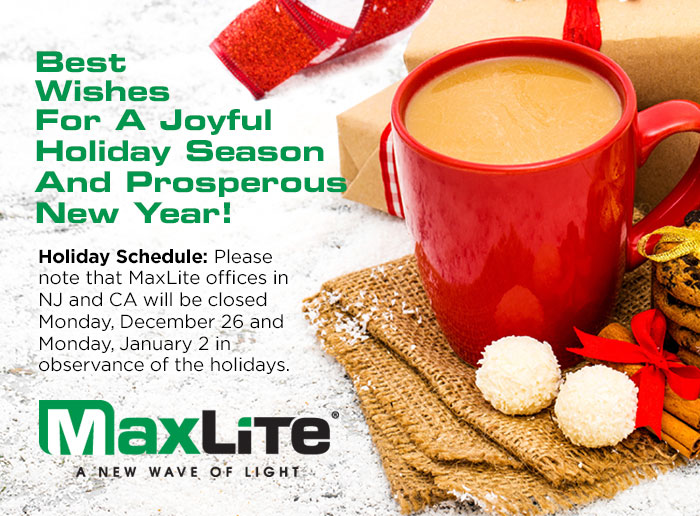 Best
Wishes
For A Joyful
Holiday Season
And Prosperous
New Year!
Holiday Schedule: Please
note that MaxLite offices in
NJ and CA will be closed
Monday, December 26 and
Monday, January 2 in
observance of the holidays.
MaxLiTe®
A NEW WAVE OF LIGHT